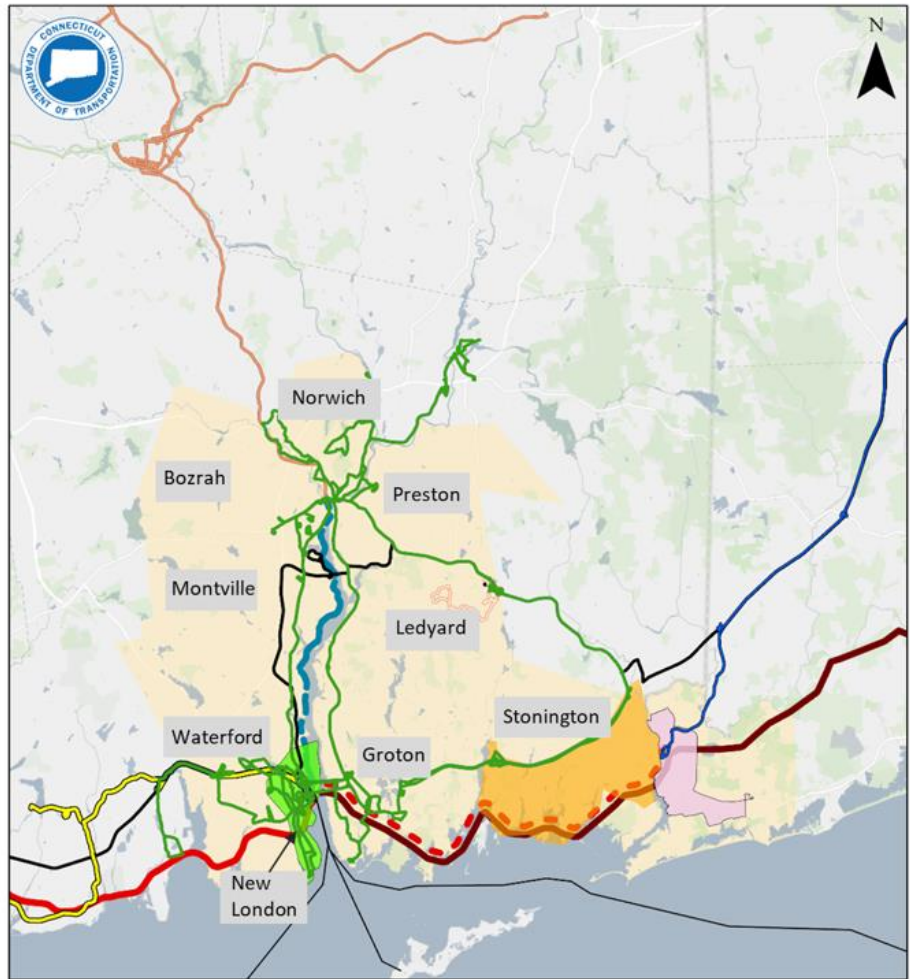 CONNECTICUT
DEPARTMENT OF TRANSPORTATION
N
Norwich
Bozrah
Preston
Montville
Ledyard
Stonington
Waterford
Groton
New
London